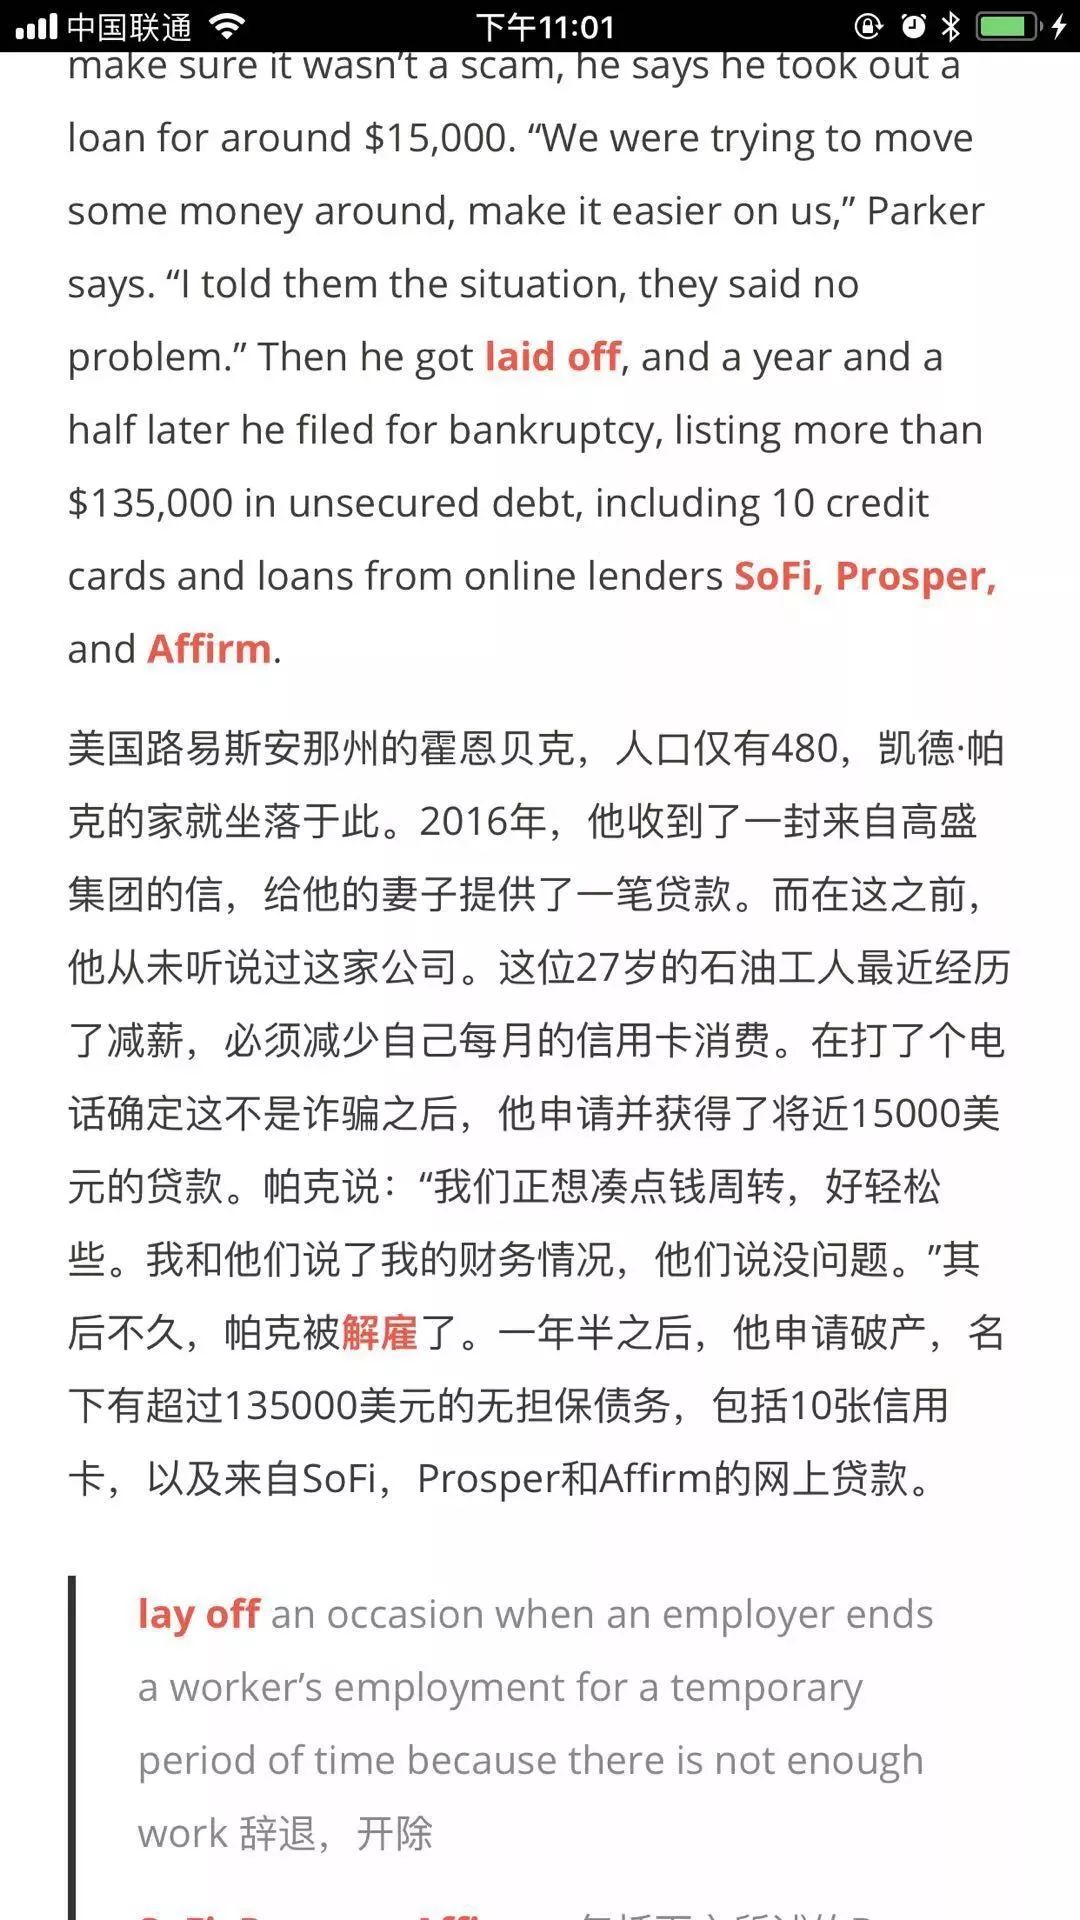 中国联通 下午11:01
make sure it wasn't a scam, he says he took out a
loan for around $15,000. “We were trying to move
some money around, make it easier on us,” Parker
says. “I told them the situation, they said no
problem.” Then he got laid off, and a year and a
half later he filed for bankruptcy, listing more than
$135,000 in unsecured debt, including 10 credit
cards and loans from online lenders SoFi, Prosper,
and Affirm.
美国路易斯安那州的霍恩贝克，人口仅有480，凯德·帕
克的家就坐落于此。2016年，他收到了一封来自高盛
集团的信，给他的妻子提供了一笔贷款。而在这之前，
他从未听说过这家公司。这位27岁的石油工人最近经历
了减薪，必须减少自己每月的信用卡消费。在打了个电
话确定这不是诈骗之后，他申请并获得了将近15000美
元的贷款。帕克说：“我们正想凑点钱周转，好轻松
些。我和他们说了我的财务情况，他们说没问题。”其
后不久，帕克被解雇了。一年半之后，他申请破产，名
下有超过135000美元的无担保债务，包括10张信用
卡，以及来自SoFi，Prosper和Affirm的网上贷款。
lay off an occasion when an employer ends
a worker’s employment for a temporary
period of time because there is not enough
work 辞退，开除